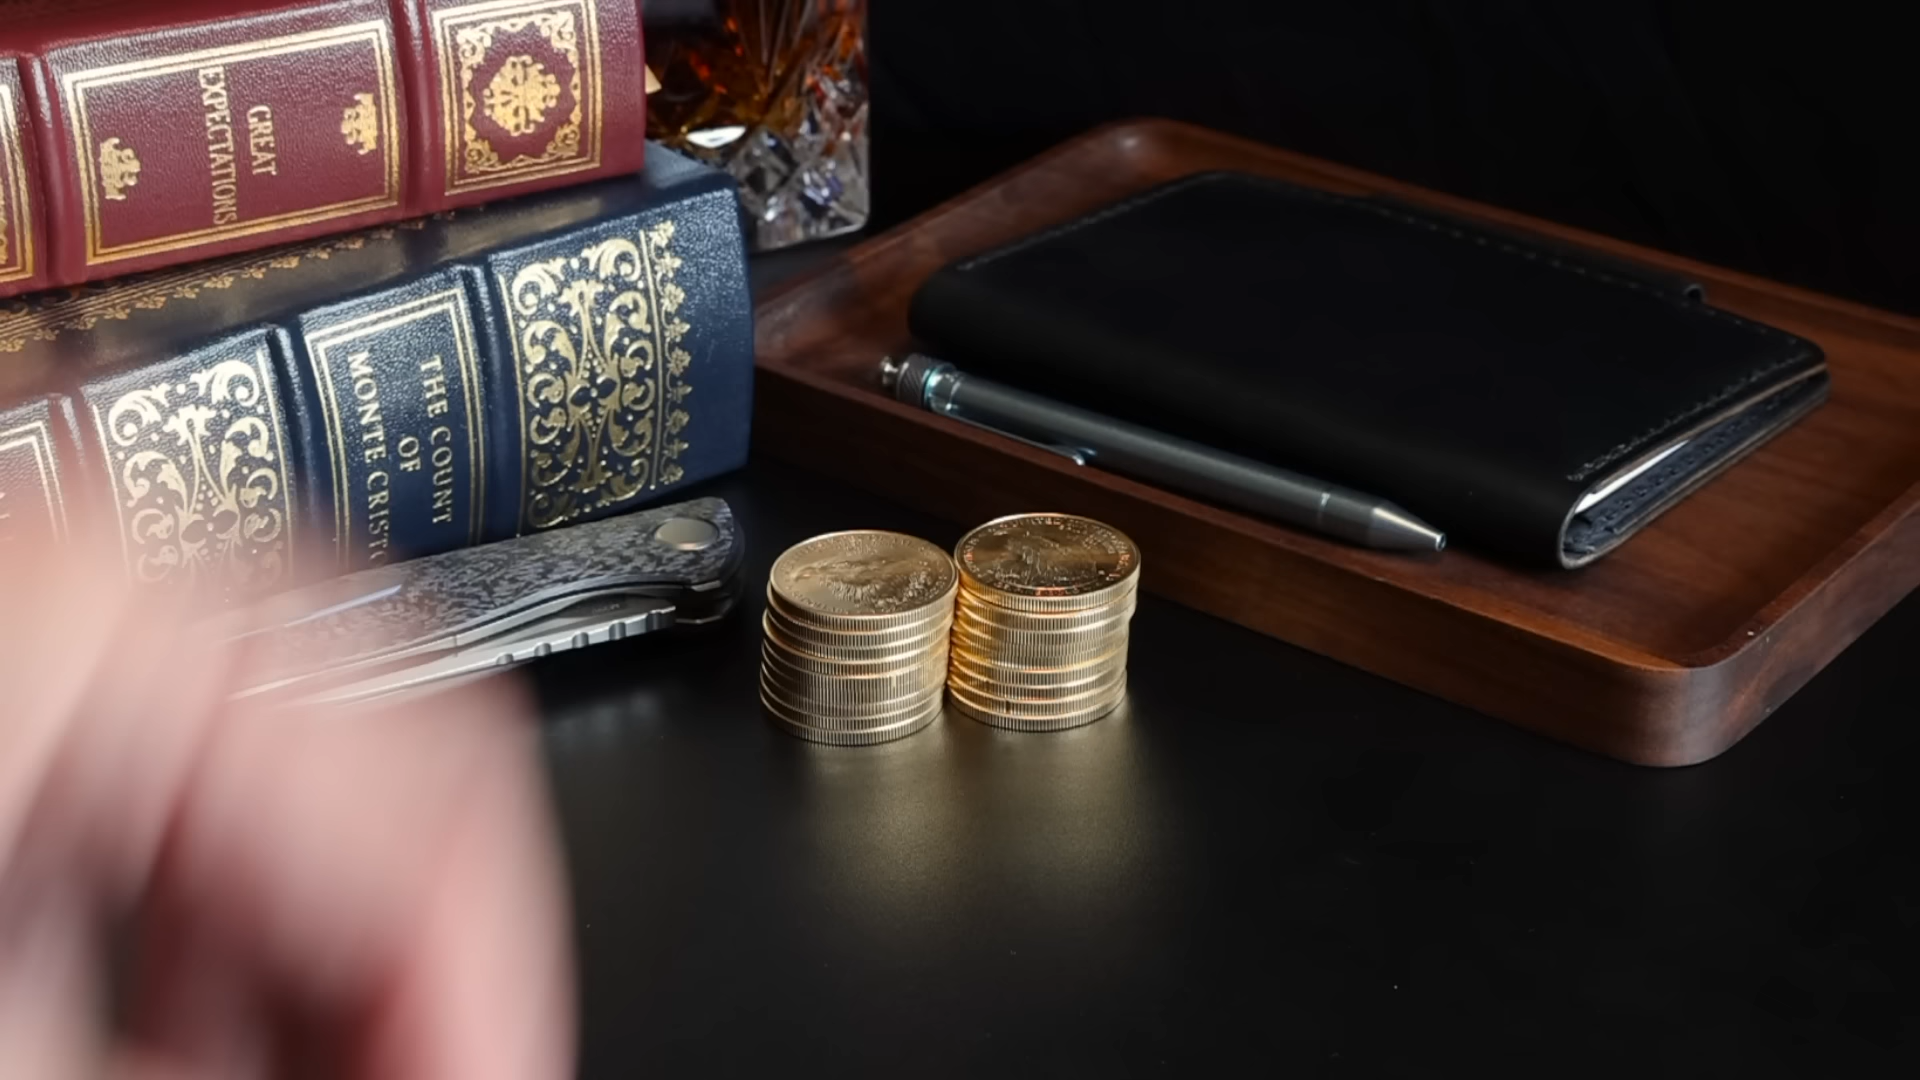 GREAT
EXPECTATIONS
THE COUNT
OF
MONTE CRISTO